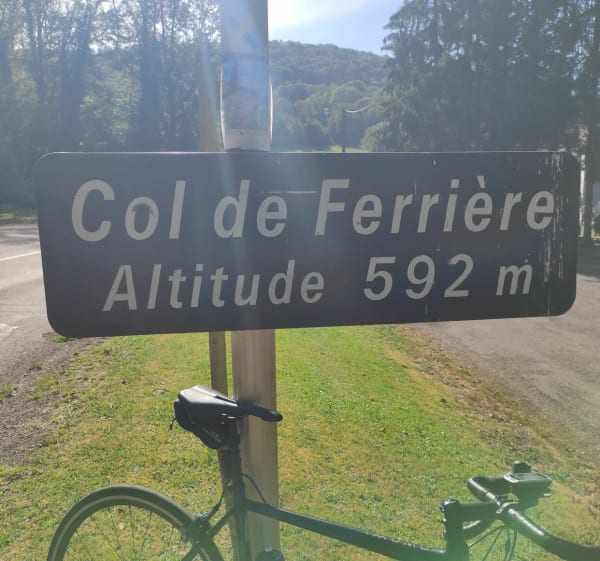 Col de Ferrière
Altitude 592 m